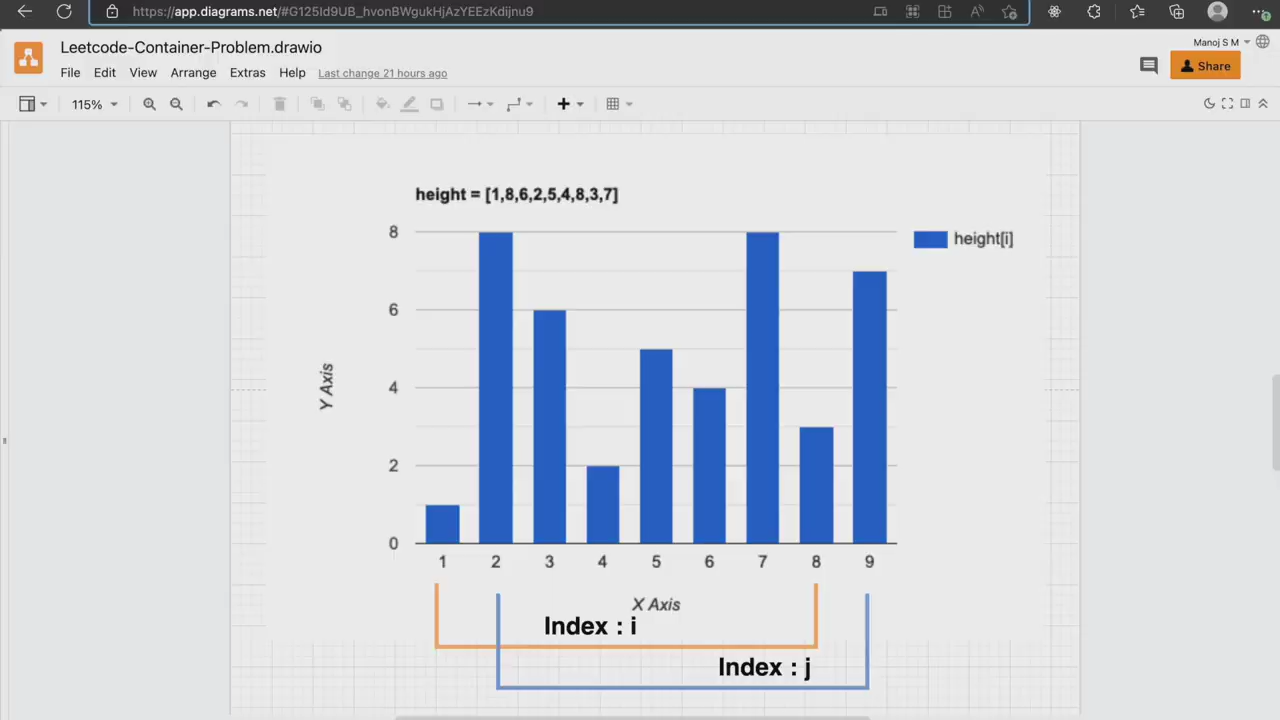 https://app.diagrams.net/#G125Id9UB_hvonBWgukHjAzYEEzKdijnu9
Leetcode-Container-Problem.drawio
Manoj S M
File Edit View Arrange Extras Help Last change 21 hours ago
Share
115%
height = [1,8,6,2,5,4,8,3,7]
8
height[i]
6
Y Axis
4
2
0
1 2 3 4 5 6 7 8 9
X Axis
Index : i
Index : j